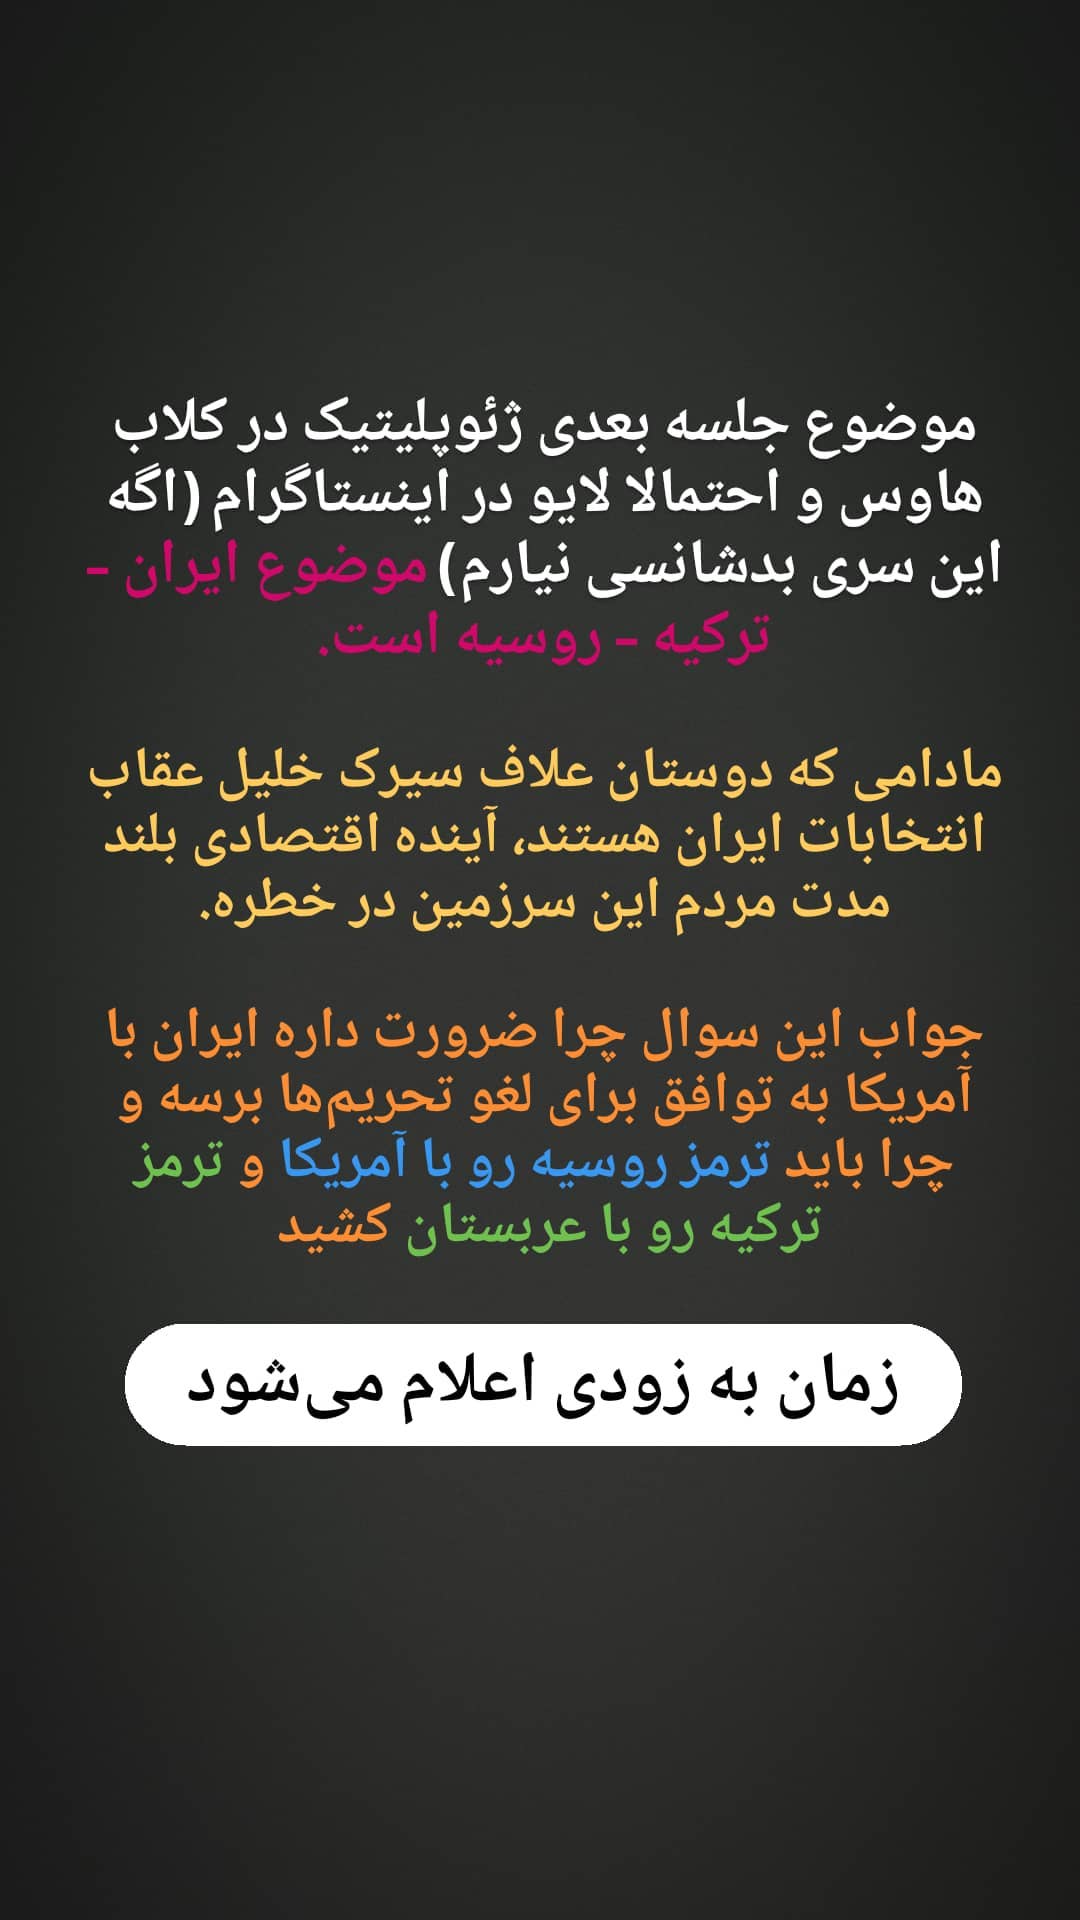 موضوع جلسه بعدی ژئوپلیتیک در کلاب
هاوس و احتمالا لایو در اینستاگرام (اگه
این سری بدشانسی نیارم) موضوع ایران -
ترکیه - روسیه است.
مادامی که دوستان علاف سیرک خلیل عقاب
انتخابات ایران هستند، آینده اقتصادی بلند
مدت مردم این سرزمین در خطره.
جواب این سوال چرا ضرورت داره ایران با
آمریکا به توافق برای لغو تحریم‌ها برسه و
چرا باید ترمز روسیه رو با آمریکا و ترمز
ترکیه رو با عربستان کشید
زمان به زودی اعلام می‌شود